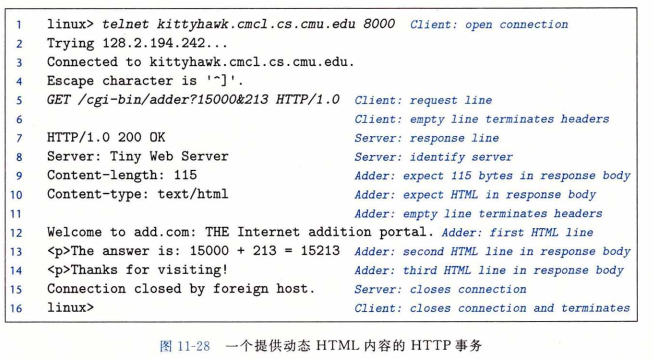 1 linux> telnet kittyhawk.cmcl.cs.cmu.edu 8000 Client: open connection
2 Trying 128.2.194.242...
3 Connected to kittyhawk.cmcl.cs.cmu.edu.
4 Escape character is '^]'.
5 GET /cgi-bin/adder?15000&213 HTTP/1.0 Client: request line
6 Client: empty line terminates headers
7 HTTP/1.0 200 OK Server: response line
8 Server: Tiny Web Server Server: identify server
9 Content-length: 115 Adder: expect 115 bytes in response body
10 Content-type: text/html Adder: expect HTML in response body
11 Adder: empty line terminates headers
12 Welcome to add.com: THE Internet addition portal. Adder: first HTML line
13 <p>The answer is: 15000 + 213 = 15213 Adder: second HTML line in response body
14 <p>Thanks for visiting! Adder: third HTML line in response body
15 Connection closed by foreign host. Server: closes connection
16 linux> Client: closes connection and terminates
图 11-28 一个提供动态 HTML 内容的 HTTP 事务